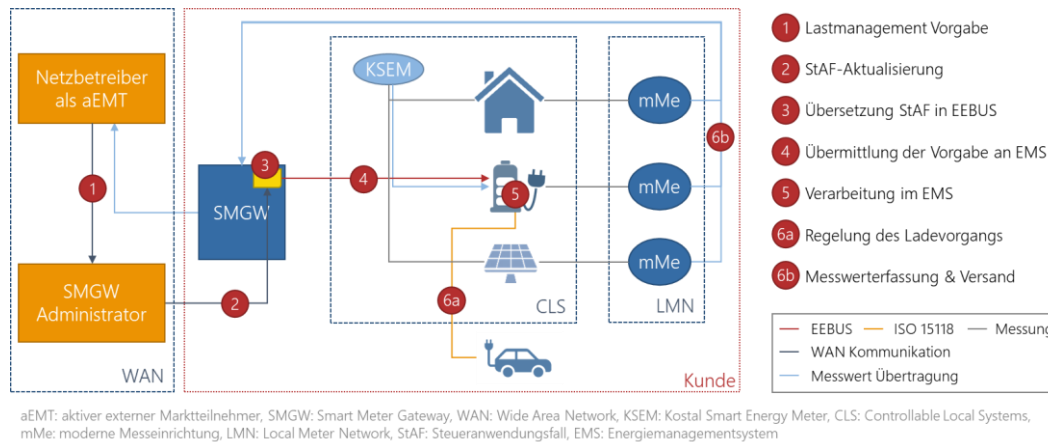 Netzbetreiber
als aEMT
1
SMGW
Administrator
WAN
2
3
SMGW
4
KSEM
5
6a
CLS
mMe
mMe
mMe
6b
LMN
Kunde
1 Lastmanagement Vorgabe
2 StAF-Aktualisierung
3 Übersetzung StAF in EEBUS
4 Übermittlung der Vorgabe an EMS
5 Verarbeitung im EMS
6a Regelung des Ladevorgangs
6b Messwerterfassung & Versand
EEBUS ISO 15118 Messung
WAN Kommunikation
Messwert Übertragung
aEMT: aktiver externer Marktteilnehmer, SMGW: Smart Meter Gateway, WAN: Wide Area Network, KSEM: Kostal Smart Energy Meter, CLS: Controllable Local Systems,
mMe: moderne Messeinrichtung, LMN: Local Meter Network, StAF: Steueranwendungsfall, EMS: Energiemanagementsystem